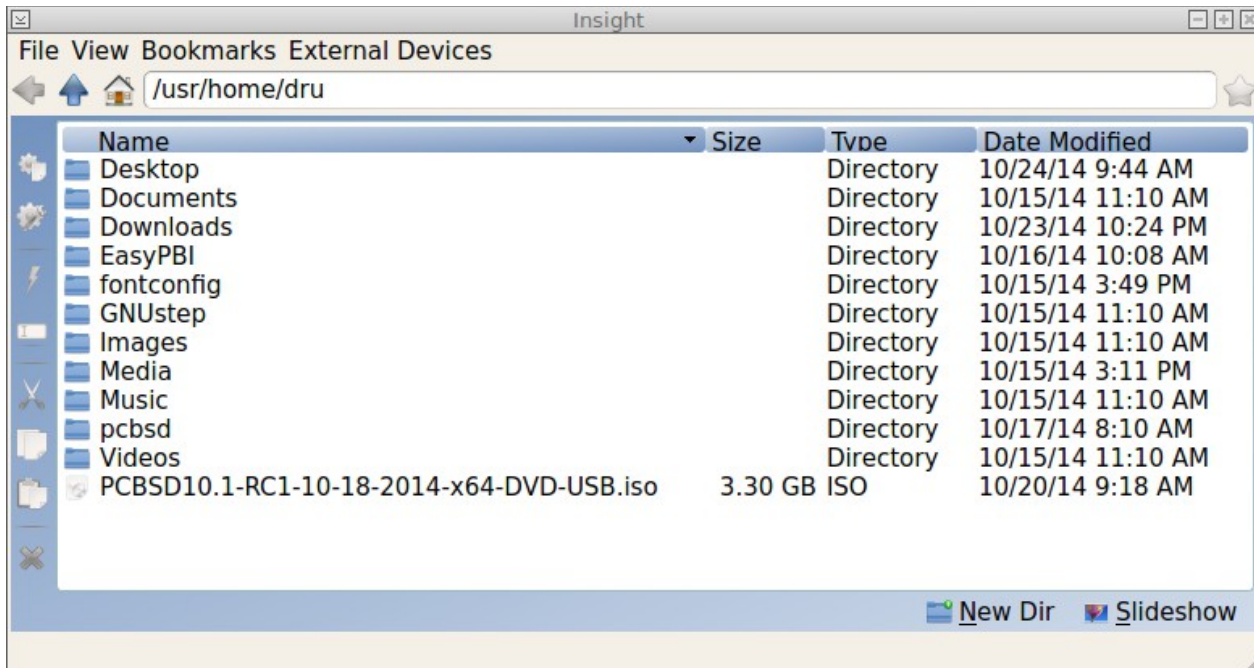 Insight
File View Bookmarks External Devices
/usr/home/dru
Name Size Type Date Modified
Desktop Directory 10/24/14 9:44 AM
Documents Directory 10/15/14 11:10 AM
Downloads Directory 10/23/14 10:24 PM
EasyPBI Directory 10/16/14 10:08 AM
fontconfig Directory 10/15/14 3:49 PM
GNUstep Directory 10/15/14 11:10 AM
Images Directory 10/15/14 11:10 AM
Media Directory 10/15/14 3:11 PM
Music Directory 10/15/14 11:10 AM
pcbsd Directory 10/17/14 8:10 AM
Videos Directory 10/15/14 11:10 AM
PCBSD10.1-RC1-10-18-2014-x64-DVD-USB.iso 3.30 GB ISO 10/20/14 9:18 AM
New Dir Slideshow